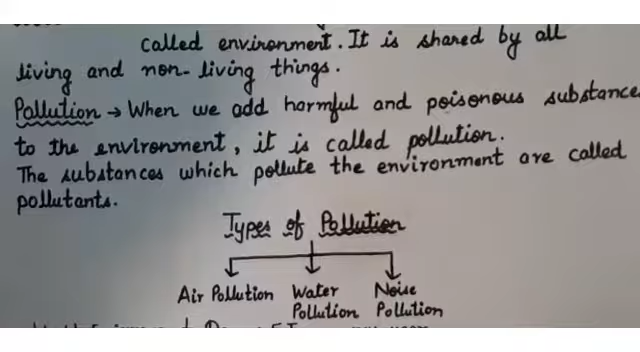 called environment. It is shared by all
living and non-living things.
Pollution → When we add harmful and poisonous substance
to the environment, it is called pollution.
The substances which pollute the environment are called
pollutants.
Types of Pollution
Air Pollution
Water
Pollution
Noise
Pollution